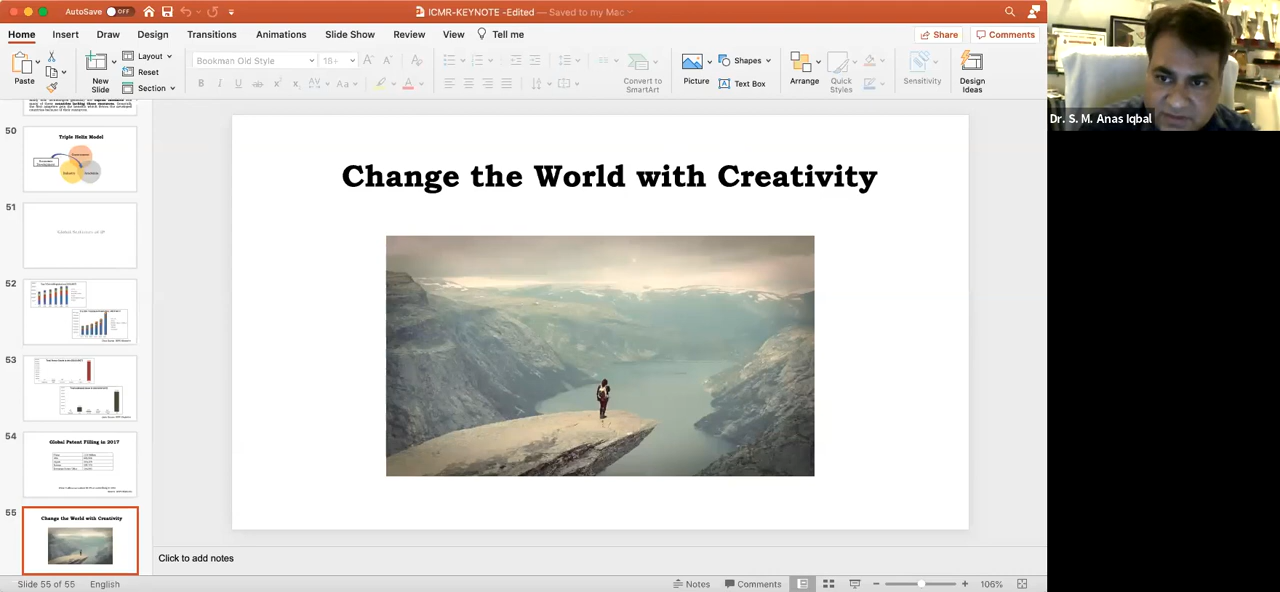 AutoSave OFF
ICMR-KEYNOTE -Edited — Saved to my Mac
Home Insert Draw Design Transitions Animations Slide Show Review View Tell me
Share Comments
Paste
New Slide
Layout
Reset
Section
Bookman Old Style 18+
Convert to SmartArt
Picture
Shapes
Text Box
Arrange
Quick Styles
Sensitivity
Design Ideas
Dr. S. M. Anas Iqbal
50
Triple Helix Model
51
52
53
54
Global Patent Filling in 2017
55
Change the World with Creativity
Change the World with Creativity
Click to add notes
Slide 55 of 55 English
Notes Comments 106%